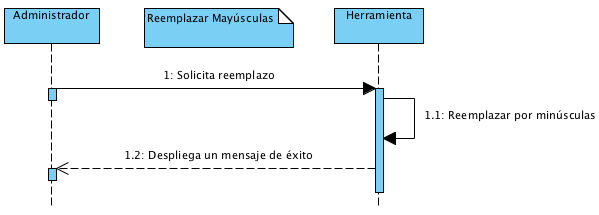 Administrador
Reemplazar Mayúsculas
Herramienta
1: Solicita reemplazo
1.1: Reemplazar por minúsculas
1.2: Despliega un mensaje de éxito